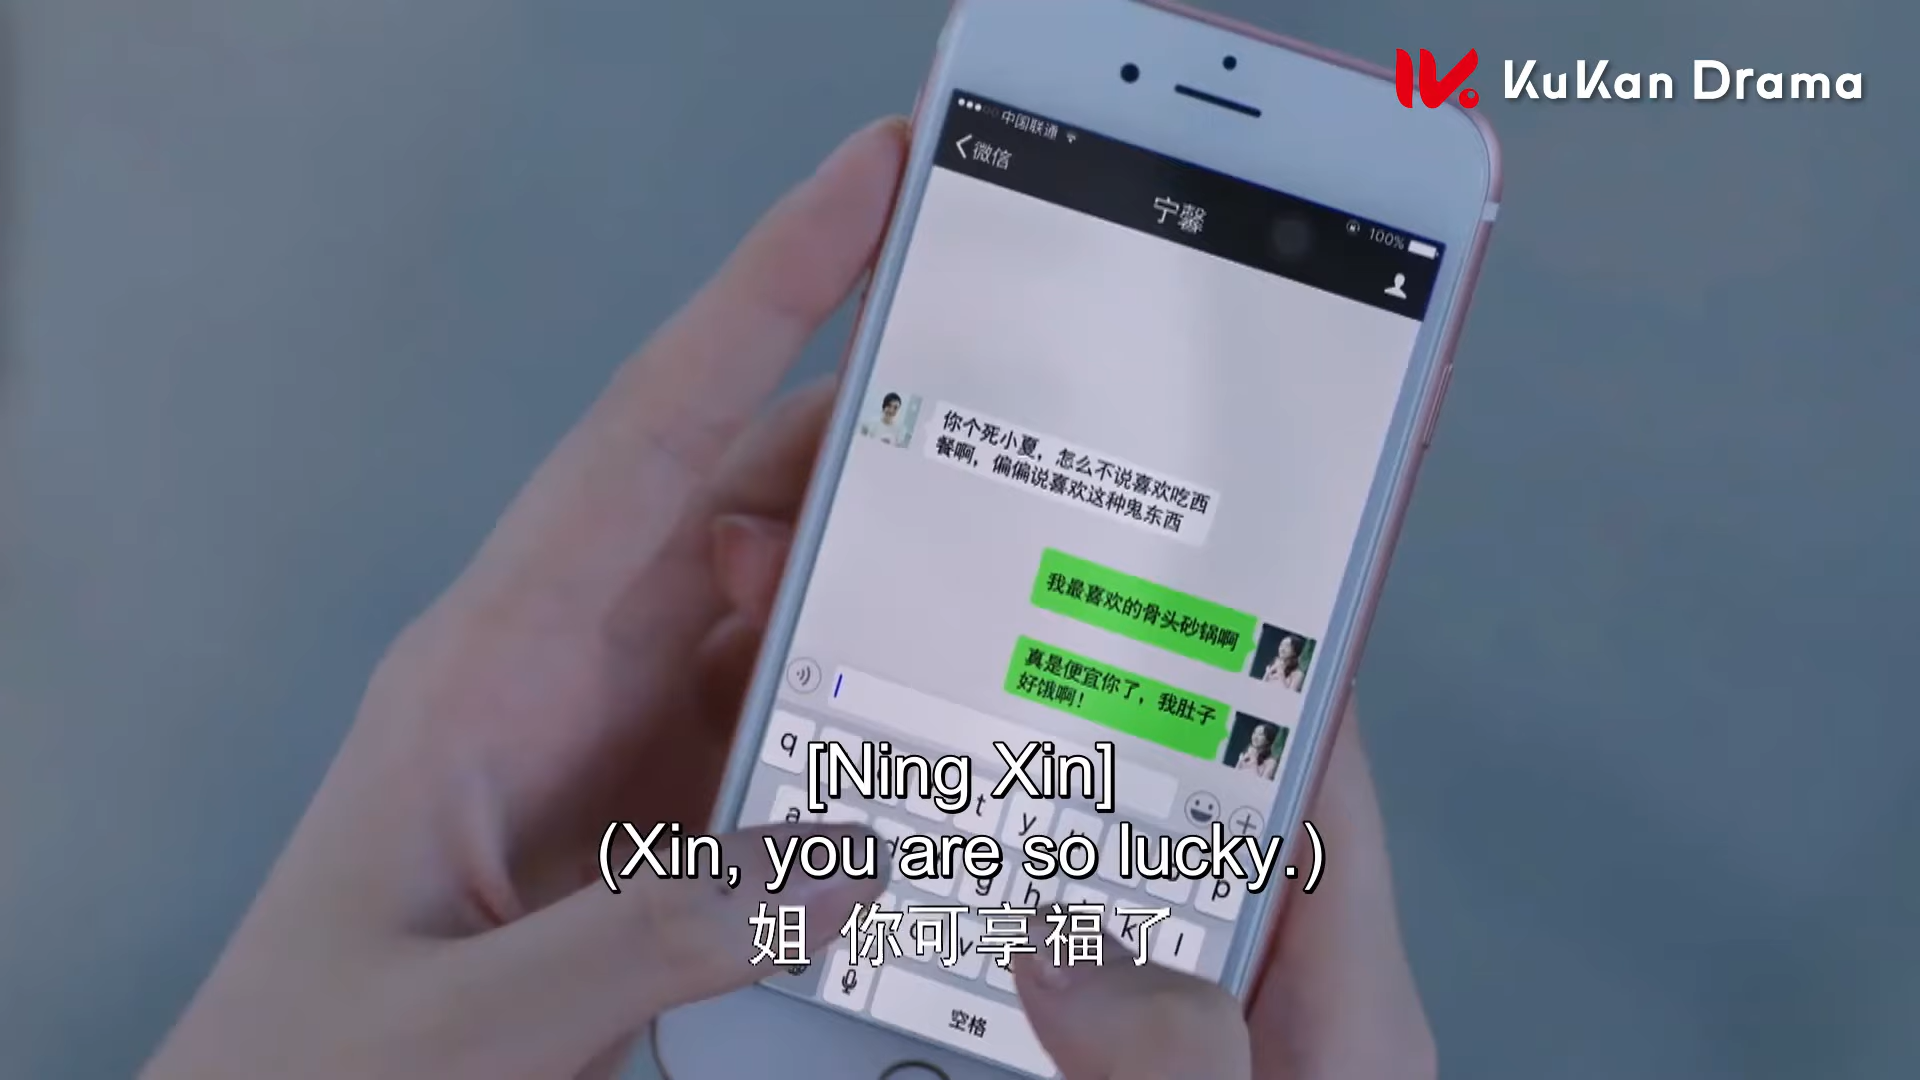 KuKan Drama
中国联通
微信
宁馨
100%
你个死小夏，怎么不说喜欢吃西
餐啊，偏偏说喜欢这种鬼东西
我最喜欢的骨头砂锅啊
真是便宜你了，我肚子
好饿啊！
[Ning Xin]
(Xin, you are so lucky.)
姐 你可享福了
q t y p
a g h k l
v
空格